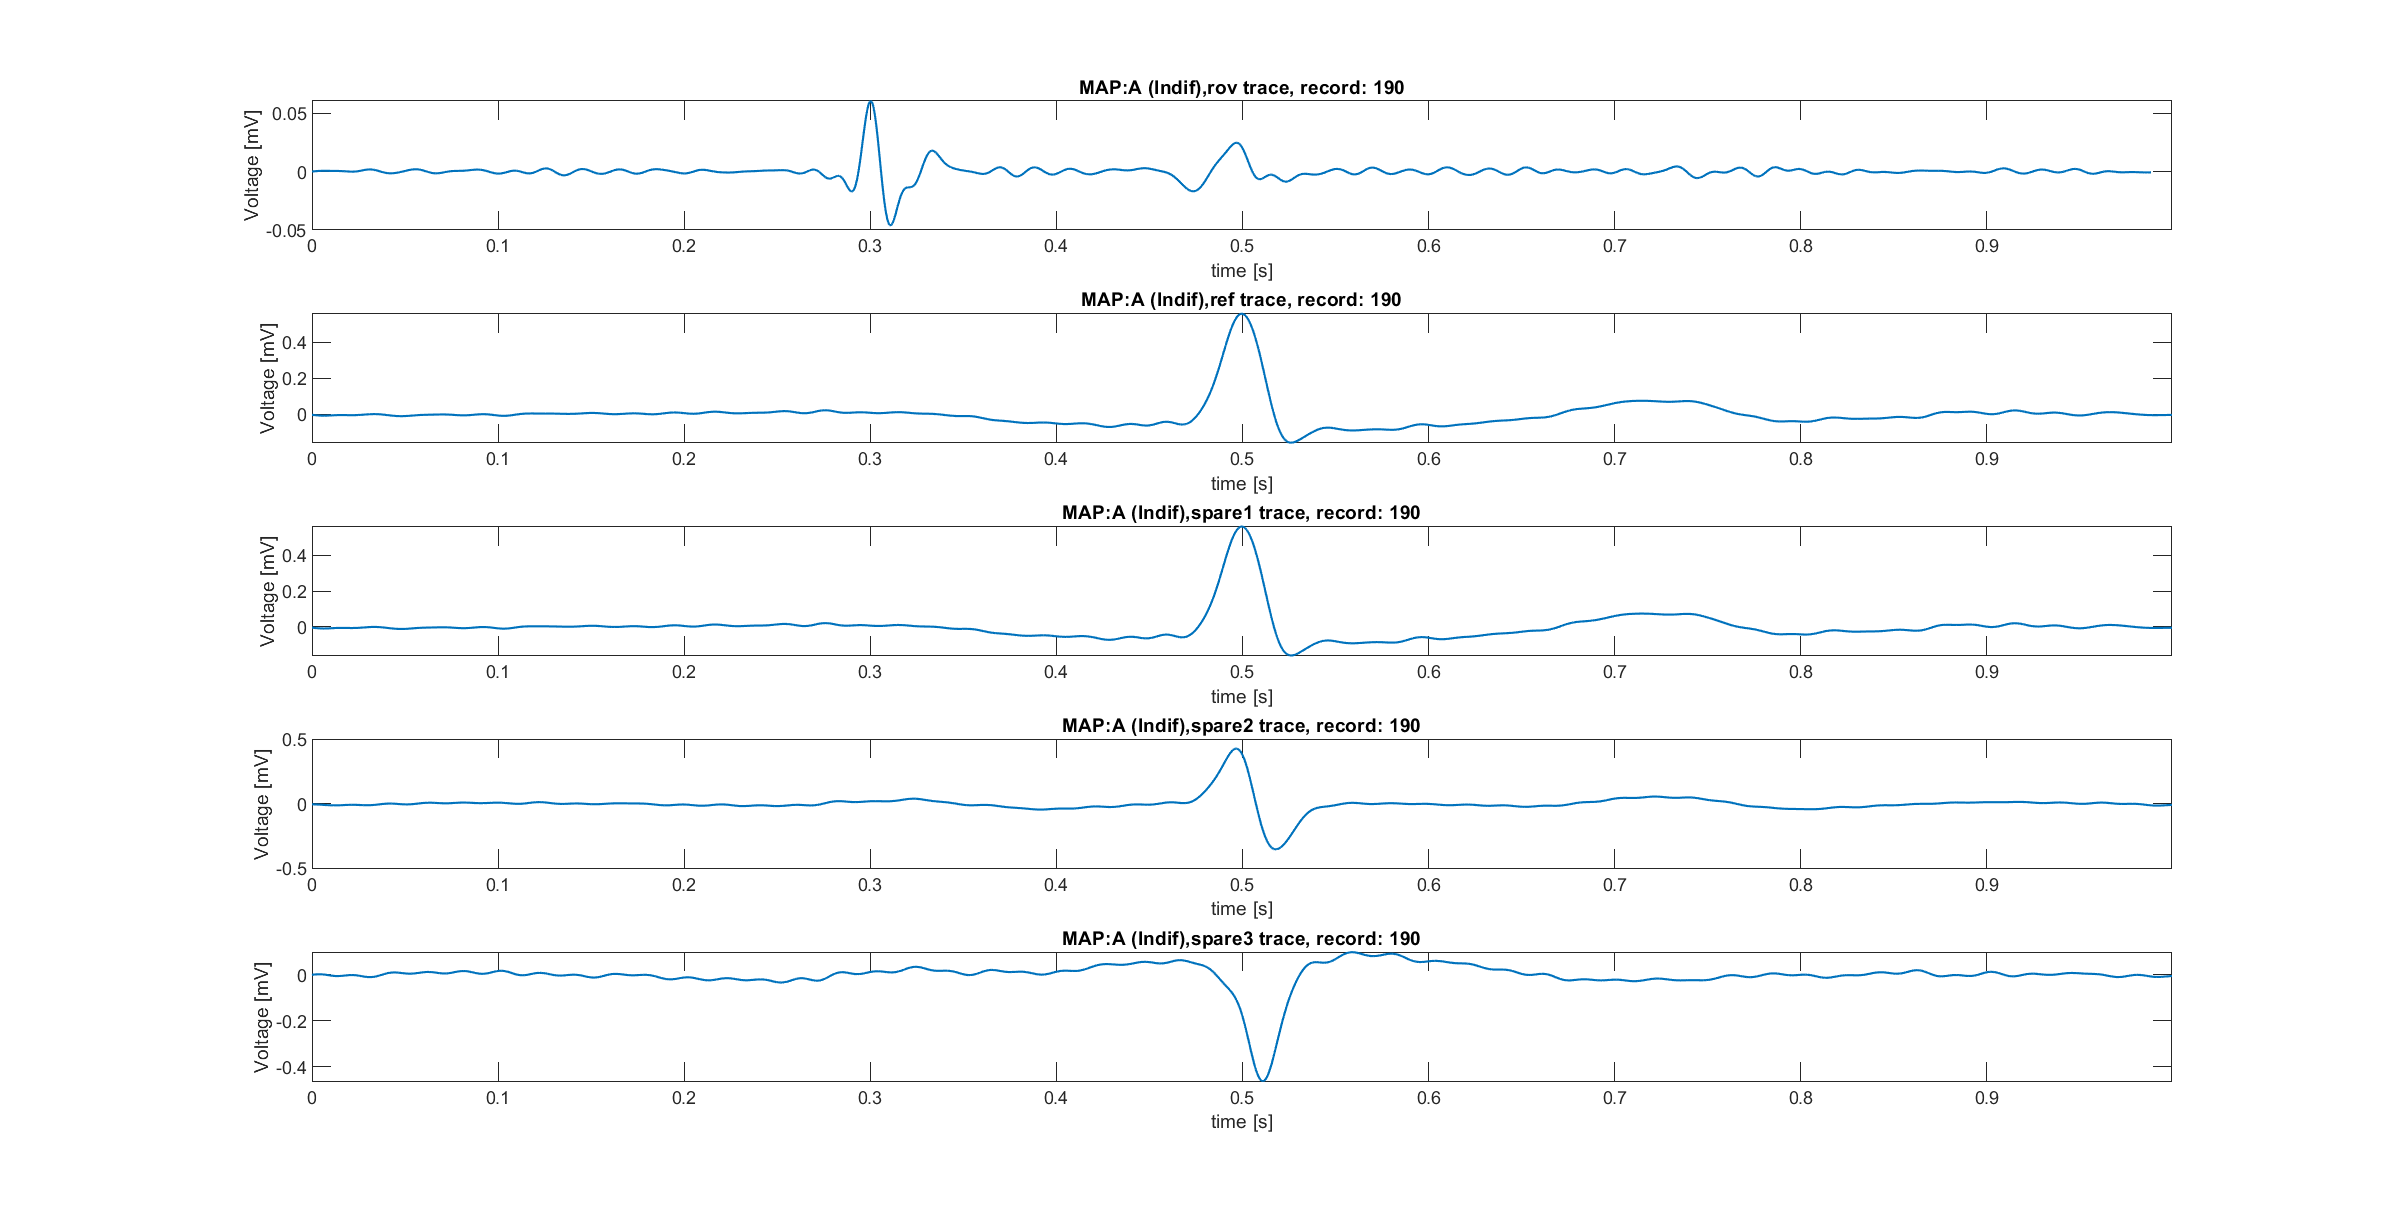 MAP:A (Indif),rov trace, record: 190
Voltage [mV]
0.05
0
-0.05
0 0.1 0.2 0.3 0.4 0.5 0.6 0.7 0.8 0.9
time [s]
MAP:A (Indif),ref trace, record: 190
Voltage [mV]
0.4
0.2
0
0 0.1 0.2 0.3 0.4 0.5 0.6 0.7 0.8 0.9
time [s]
MAP:A (Indif),spare1 trace, record: 190
Voltage [mV]
0.4
0.2
0
0 0.1 0.2 0.3 0.4 0.5 0.6 0.7 0.8 0.9
time [s]
MAP:A (Indif),spare2 trace, record: 190
Voltage [mV]
0.5
0
-0.5
0 0.1 0.2 0.3 0.4 0.5 0.6 0.7 0.8 0.9
time [s]
MAP:A (Indif),spare3 trace, record: 190
Voltage [mV]
0
-0.2
-0.4
0 0.1 0.2 0.3 0.4 0.5 0.6 0.7 0.8 0.9
time [s]